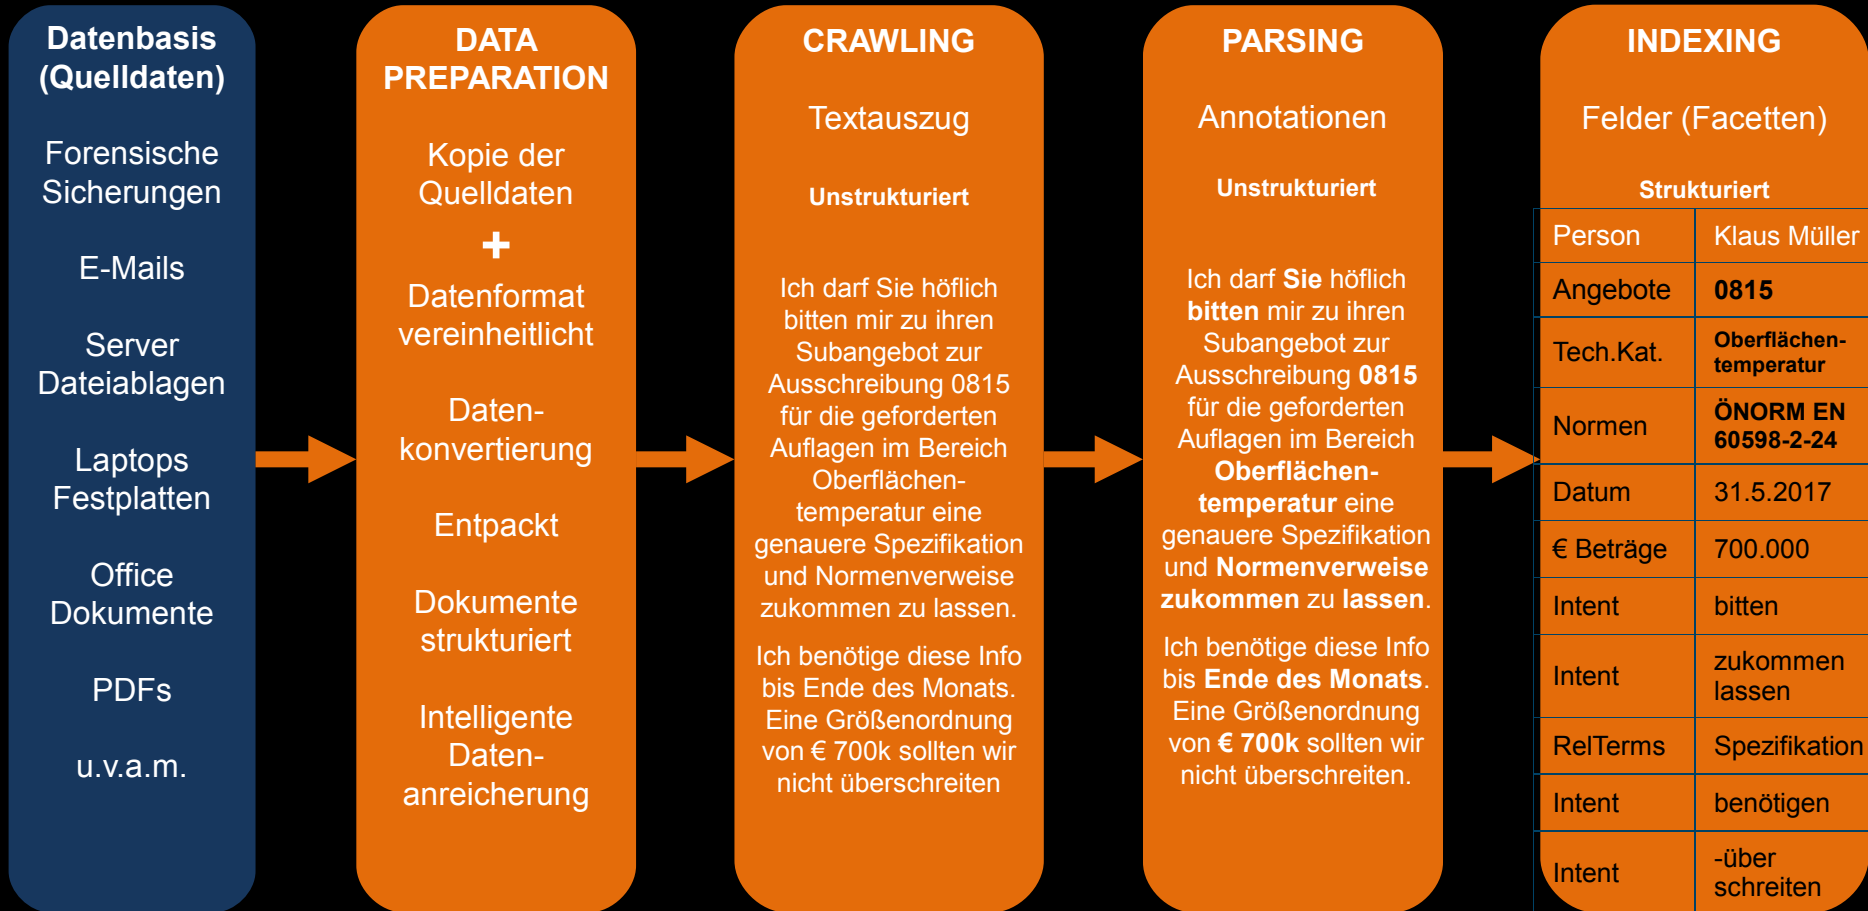 Datenbasis
(Quelldaten)
Forensische
Sicherungen
E-Mails
Server
Dateiablagen
Laptops
Festplatten
Office
Dokumente
PDFs
u.v.a.m.
DATA
PREPARATION
Kopie der
Quelldaten
+
Datenformat
vereinheitlicht
Daten-
konvertierung
Entpackt
Dokumente
strukturiert
Intelligente
Daten-
anreicherung
CRAWLING
Textauszug
Unstrukturiert
Ich darf Sie höflich
bitten mir zu ihren
Subangebot zur
Ausschreibung 0815
für die geforderten
Auflagen im Bereich
Oberflächen-
temperatur eine
genauere Spezifikation
und Normenverweise
zukommen zu lassen.
Ich benötige diese Info
bis Ende des Monats.
Eine Größenordnung
von € 700k sollten wir
nicht überschreiten
PARSING
Annotationen
Unstrukturiert
Ich darf Sie höflich
bitten mir zu ihren
Subangebot zur
Ausschreibung 0815
für die geforderten
Auflagen im Bereich
Oberflächen-
temperatur eine
genauere Spezifikation
und Normenverweise
zukommen zu lassen.
Ich benötige diese Info
bis Ende des Monats.
Eine Größenordnung
von € 700k sollten wir
nicht überschreiten.
INDEXING
Felder (Facetten)
Strukturiert
Person Klaus Müller
Angebote 0815
Tech.Kat. Oberflächen-
temperatur
Normen ÖNORM EN
60598-2-24
Datum 31.5.2017
€ Beträge 700.000
Intent bitten
Intent zukommen
lassen
RelTerms Spezifikation
Intent benötigen
Intent -über
schreiten